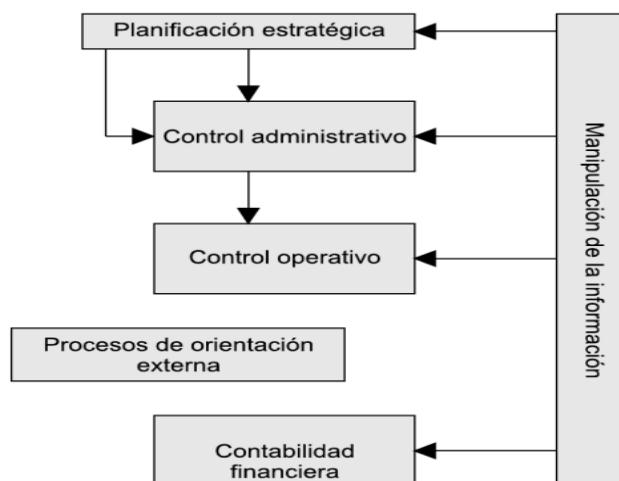 Planificación estratégica
Control administrativo
Control operativo
Procesos de orientación
externa
Contabilidad
financiera
Manipulación de la información